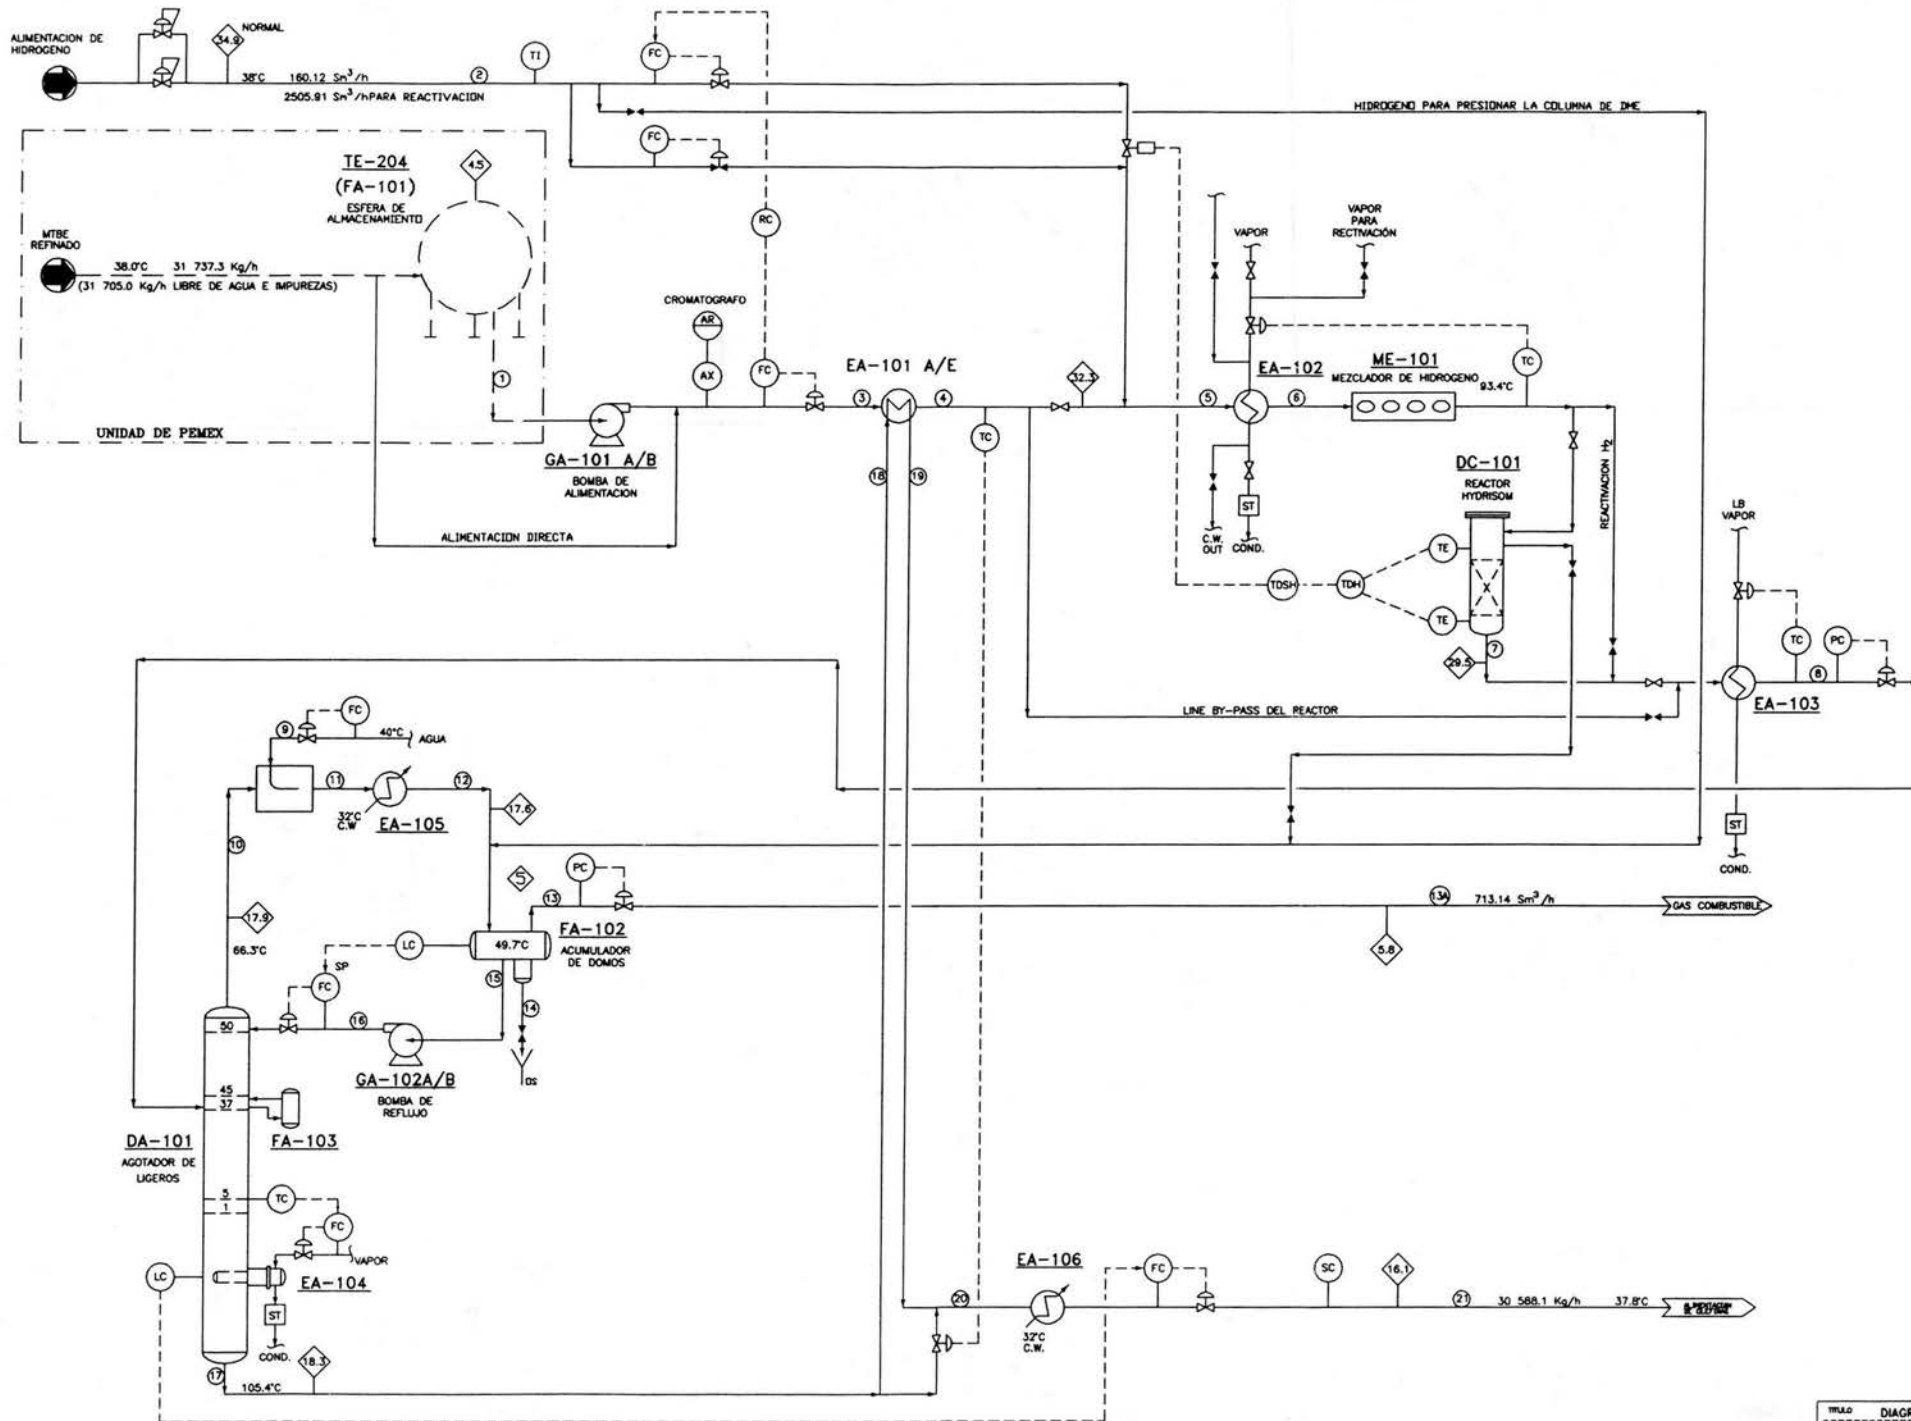 ALIMENTACION DE
HIDROGENO
34.9
NORMAL
38°C
160.12 Sm³/h
2
2505.91 Sm³/hPARA REACTIVACION
TI
FC
HIDROGENO PARA PRESIONAR LA COLUMNA DE DME
FC
TE-204
(FA-101)
ESFERA DE
ALMACENAMIENTO
4.5
MTBE
REFINADO
38.0°C
31 737.3 Kg/h
(31 705.0 Kg/h LIBRE DE AGUA E IMPUREZAS)
1
UNIDAD DE PEMEX
GA-101 A/B
BOMBA DE
ALIMENTACION
ALIMENTACION DIRECTA
RC
CROMATOGRAFO
AR
AX
FC
3
EA-101 A/E
4
18
19
TC
32.3
VAPOR
VAPOR
PARA
RECTIVACIÓN
5
EA-102
6
ME-101
MEZCLADOR DE HIDROGENO
93.4°C
TC
C.W.
OUT
ST
COND.
DC-101
REACTOR
HYDRISOM
REACTIVACION H2
TE
TDSH
TDH
TE
7
29.5
LB
VAPOR
TC
PC
8
EA-103
ST
COND.
LINE BY-PASS DEL REACTOR
FC
9
40°C
AGUA
10
11
32°C
C.W
EA-105
12
17.6
17.9
66.3°C
5
PC
13
13A
713.14 Sm³/h
GAS COMBUSTIBLE
5.8
FA-102
ACUMULADOR
DE DOMOS
49.7°C
LC
SP
FC
15
14
DS
16
GA-102A/B
BOMBA DE
REFLUJO
50
45
37
DA-101
AGOTADOR DE
LIGEROS
FA-103
5
1
TC
FC
VAPOR
LC
EA-104
ST
COND.
17
105.4°C
18.3
20
EA-106
32°C
C.W.
FC
SC
16.1
21
30 588.1 Kg/h
37.8°C
TITULO
DIAGR